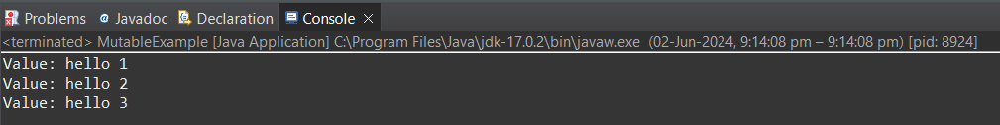 Problems @ Javadoc Declaration Console ×
<terminated> MutableExample [Java Application] C:\Program Files\Java\jdk-17.0.2\bin\javaw.exe (02-Jun-2024, 9:14:08 pm – 9:14:08 pm) [pid: 8924]
Value: hello 1
Value: hello 2
Value: hello 3